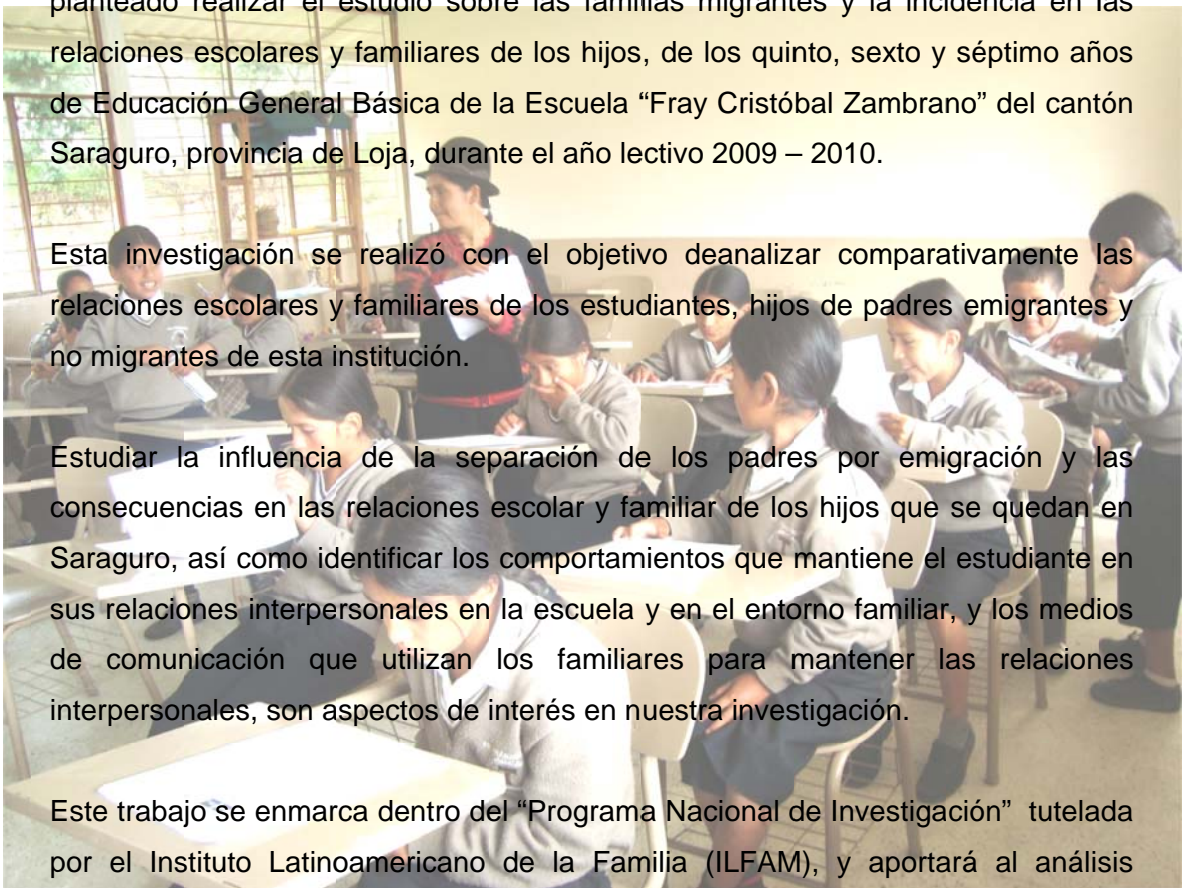 planteado realizar el estudio sobre las familias migrantes y la incidencia en las
relaciones escolares y familiares de los hijos, de los quinto, sexto y séptimo años
de Educación General Básica de la Escuela “Fray Cristóbal Zambrano” del cantón
Saraguro, provincia de Loja, durante el año lectivo 2009 – 2010.
Esta investigación se realizó con el objetivo deanalizar comparativamente las
relaciones escolares y familiares de los estudiantes, hijos de padres emigrantes y
no migrantes de esta institución.
Estudiar la influencia de la separación de los padres por emigración y las
consecuencias en las relaciones escolar y familiar de los hijos que se quedan en
Saraguro, así como identificar los comportamientos que mantiene el estudiante en
sus relaciones interpersonales en la escuela y en el entorno familiar, y los medios
de comunicación que utilizan los familiares para mantener las relaciones
interpersonales, son aspectos de interés en nuestra investigación.
Este trabajo se enmarca dentro del “Programa Nacional de Investigación” tutelada
por el Instituto Latinoamericano de la Familia (ILFAM), y aportará al análisis